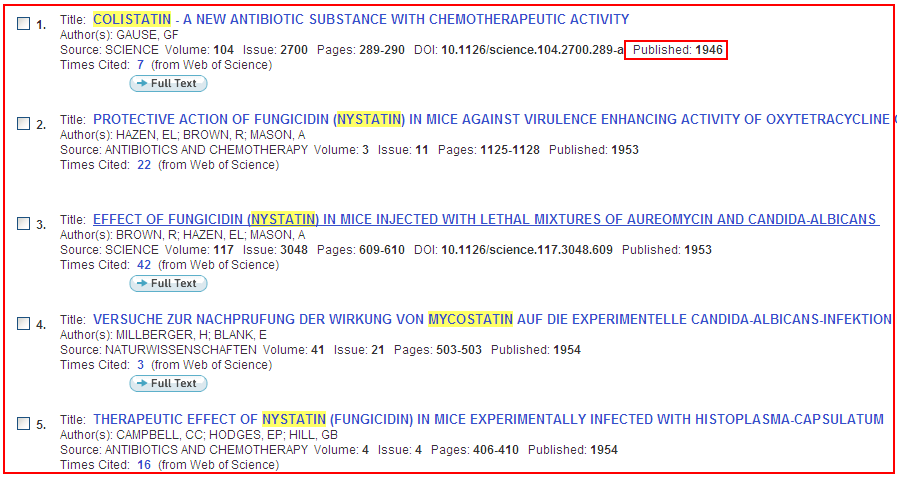 1. Title: COLISTATIN - A NEW ANTIBIOTIC SUBSTANCE WITH CHEMOTHERAPEUTIC ACTIVITY
Author(s): GAUSE, GF
Source: SCIENCE Volume: 104 Issue: 2700 Pages: 289-290 DOI: 10.1126/science.104.2700.289-a Published: 1946
Times Cited: 7 (from Web of Science)
Full Text
2. Title: PROTECTIVE ACTION OF FUNGICIDIN (NYSTATIN) IN MICE AGAINST VIRULENCE ENHANCING ACTIVITY OF OXYTETRACYCLINE
Author(s): HAZEN, EL; BROWN, R; MASON, A
Source: ANTIBIOTICS AND CHEMOTHERAPY Volume: 3 Issue: 11 Pages: 1125-1128 Published: 1953
Times Cited: 22 (from Web of Science)
3. Title: EFFECT OF FUNGICIDIN (NYSTATIN) IN MICE INJECTED WITH LETHAL MIXTURES OF AUREOMYCIN AND CANDIDA-ALBICANS
Author(s): BROWN, R; HAZEN, EL; MASON, A
Source: SCIENCE Volume: 117 Issue: 3048 Pages: 609-610 DOI: 10.1126/science.117.3048.609 Published: 1953
Times Cited: 42 (from Web of Science)
Full Text
4. Title: VERSUCHE ZUR NACHPRUFUNG DER WIRKUNG VON MYCOSTATIN AUF DIE EXPERIMENTELLE CANDIDA-ALBICANS-INFEKTION
Author(s): MILLBERGER, H; BLANK, E
Source: NATURWISSENSCHAFTEN Volume: 41 Issue: 21 Pages: 503-503 Published: 1954
Times Cited: 3 (from Web of Science)
Full Text
5. Title: THERAPEUTIC EFFECT OF NYSTATIN (FUNGICIDIN) IN MICE EXPERIMENTALLY INFECTED WITH HISTOPLASMA-CAPSULATUM
Author(s): CAMPBELL, CC; HODGES, EP; HILL, GB
Source: ANTIBIOTICS AND CHEMOTHERAPY Volume: 4 Issue: 4 Pages: 406-410 Published: 1954
Times Cited: 16 (from Web of Science)